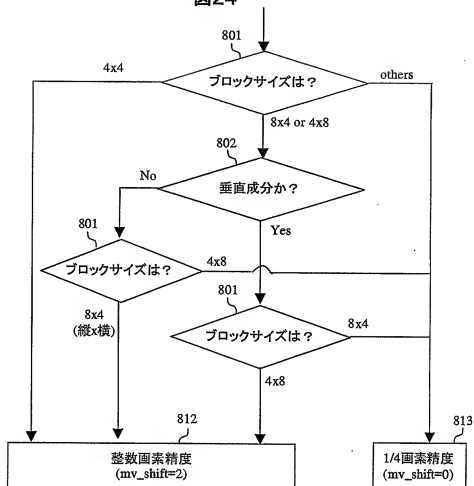 図24
801
ブロックサイズは？
4x4
others
8x4 or 4x8
802
垂直成分か？
No
Yes
801
ブロックサイズは？
4x8
8x4
(縦x横)
801
ブロックサイズは？
8x4
4x8
812
整数画素精度
(mv_shift=2)
813
1/4画素精度
(mv_shift=0)